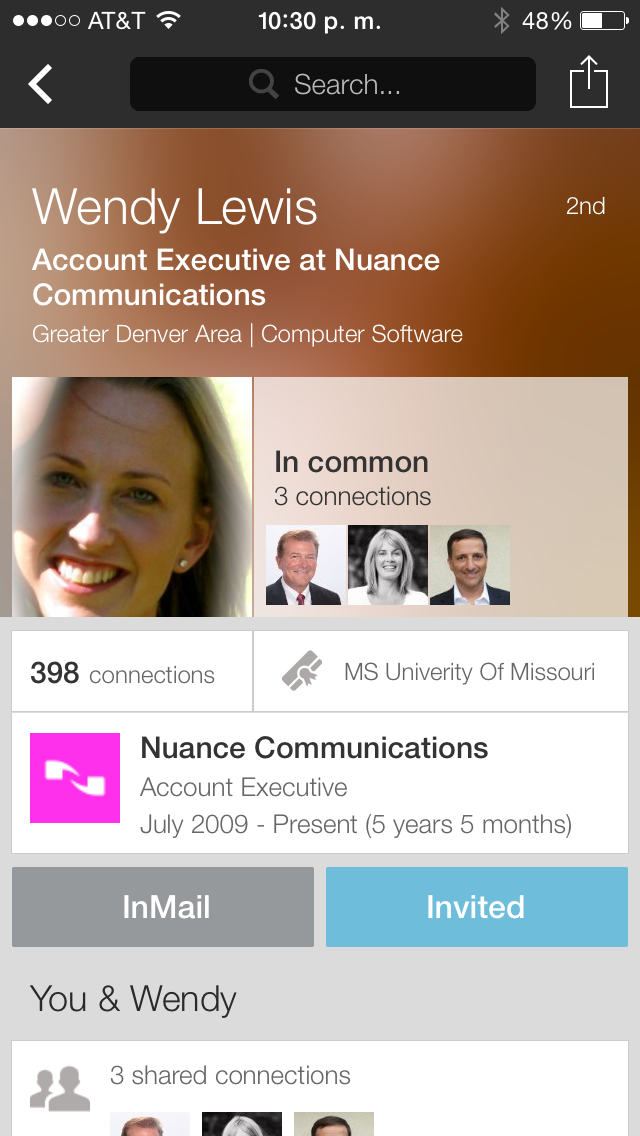 AT&T 10:30 p. m. 48%
Search...
Wendy Lewis 2nd
Account Executive at Nuance
Communications
Greater Denver Area | Computer Software
In common
3 connections
398 connections MS Univerity Of Missouri
Nuance Communications
Account Executive
July 2009 - Present (5 years 5 months)
InMail Invited
You & Wendy
3 shared connections